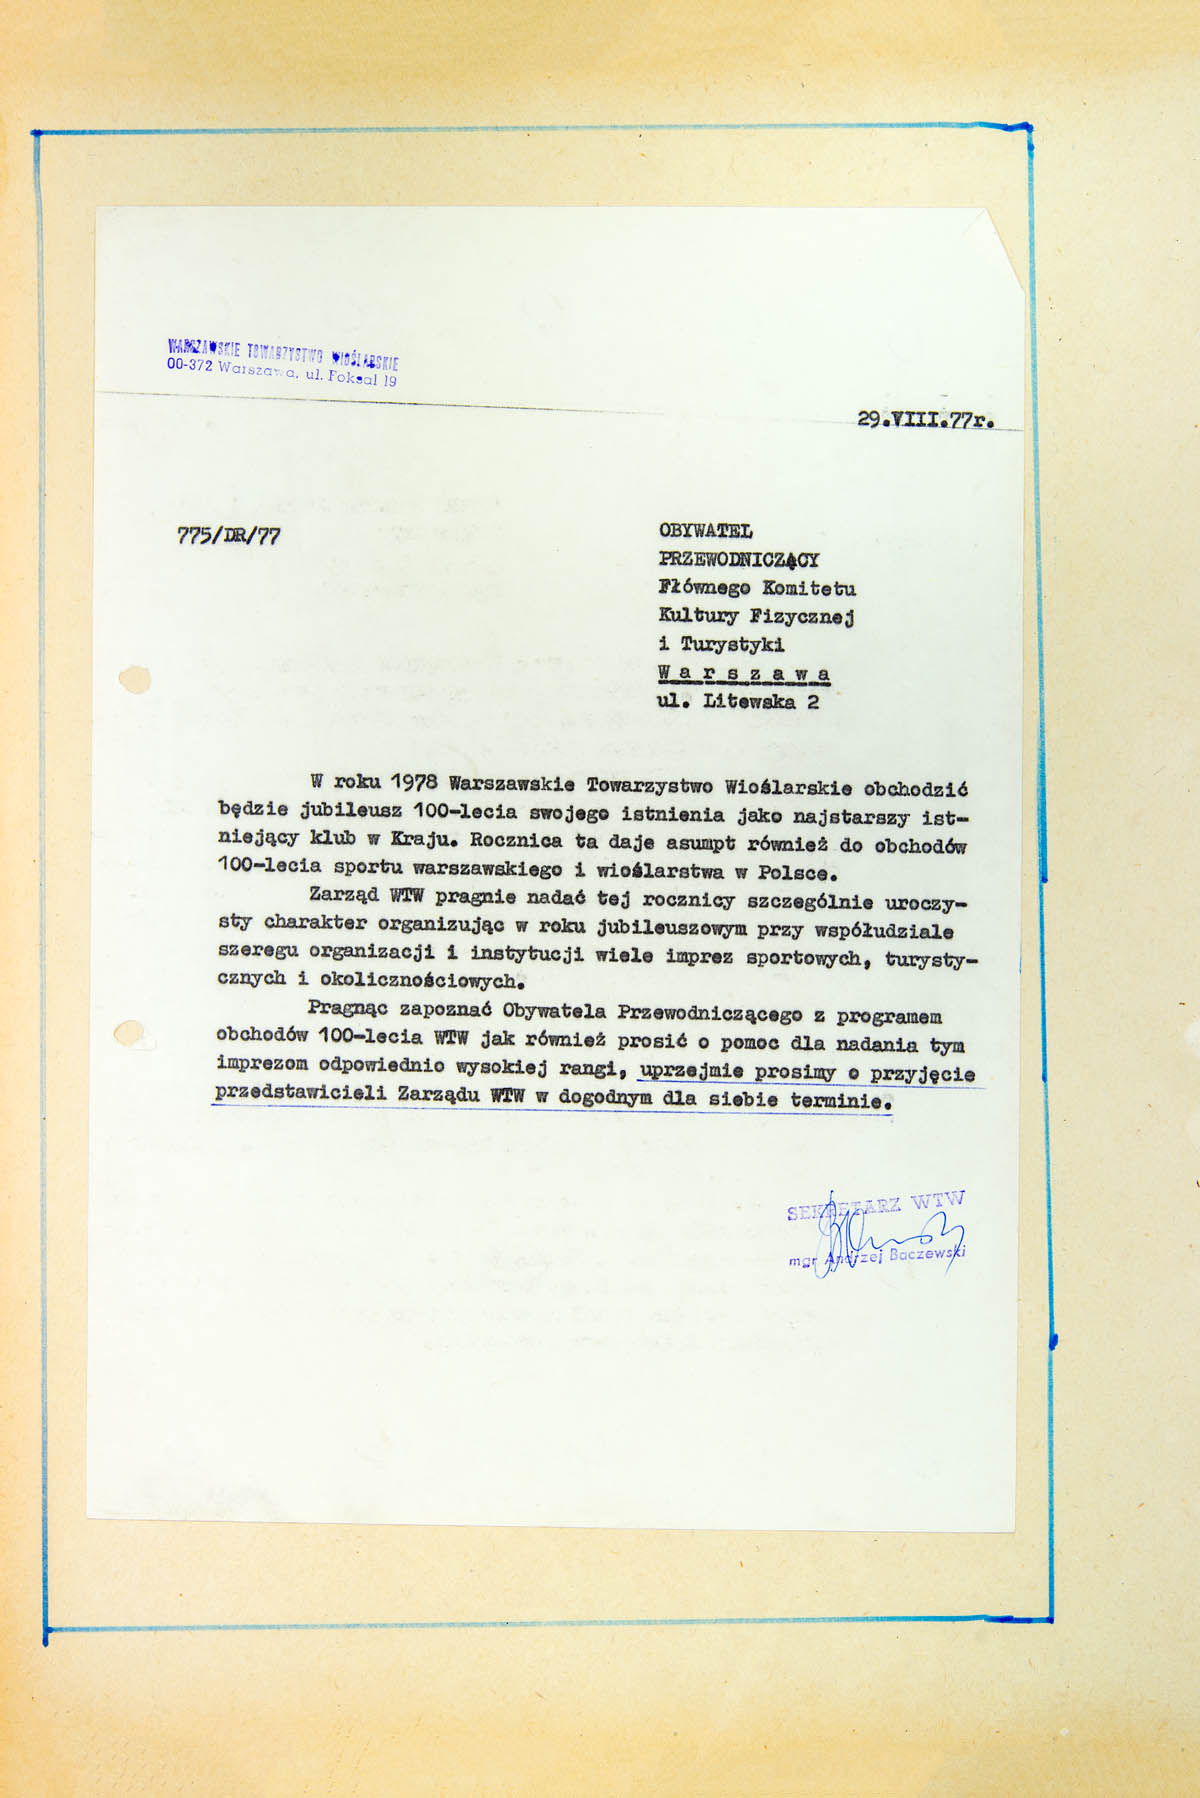 WARSZAWSKIE TOWARZYSTWO WIOŚLARSKIE
00-372 Warszawa, ul. Foksal 19
29.VIII.77r.
775/DR/77
OBYWATEL
PRZEWODNICZĄCY
Fłównego Komitetu
Kultury Fizycznej
i Turystyki
W a r s z a w a
ul. Litewska 2
W roku 1978 Warszawskie Towarzystwo Wioślarskie obchodzić
będzie jubileusz 100-lecia swojego istnienia jako najstarszy ist-
niejący klub w Kraju. Rocznica ta daje asumpt również do obchodów
100-lecia sportu warszawskiego i wioślarstwa w Polsce.
Zarząd WTW pragnie nadać tej rocznicy szczególnie uroczy-
sty charakter organizując w roku jubileuszowym przy współudziale
szeregu organizacji i instytucji wiele imprez sportowych, turysty-
cznych i okolicznościowych.
Pragnąc zapoznać Obywatela Przewodniczącego z programem
obchodów 100-lecia WTW jak również prosić o pomoc dla nadania tym
imprezom odpowiednio wysokiej rangi, uprzejmie prosimy o przyjęcie
przedstawicieli Zarządu WTW w dogodnym dla siebie terminie.
SEKRETARZ WTW
mgr Andrzej Baczewski